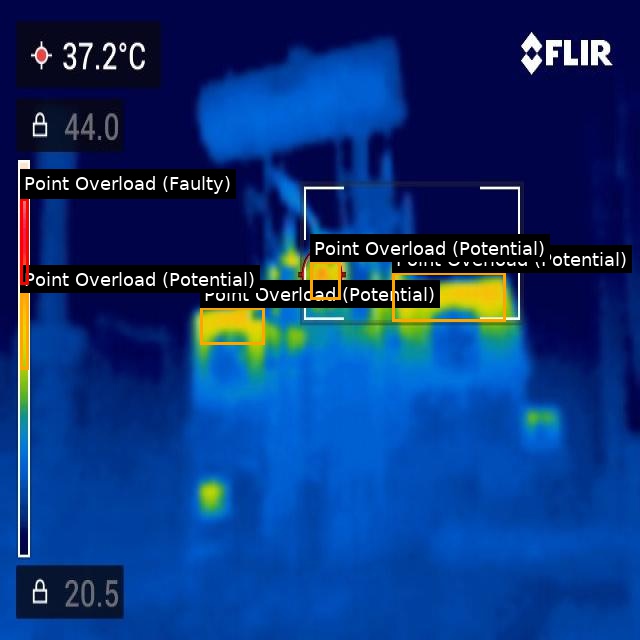 37.2°C
FLIR
44.0
Point Overload (Faulty)
Point Overload (Potential)
Point Overload (Potential)
Point Overload (Potential)
Point Overload (Potential)
20.5